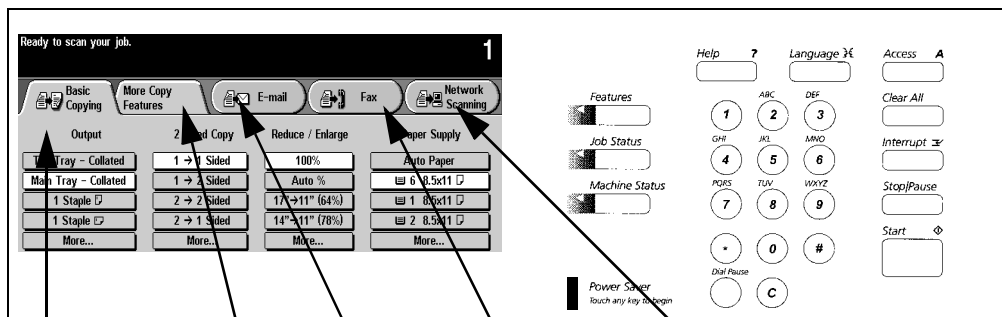 Ready to scan your job.
1
Basic Copying
More Copy Features
E-mail
Fax
Network Scanning
Output
2 Sided Copy
Reduce / Enlarge
Paper Supply
Top Tray - Collated
Main Tray - Collated
1 Staple
1 Staple
More...
1 → 1 Sided
1 → 2 Sided
2 → 2 Sided
2 → 1 Sided
More...
100%
Auto %
17"→11" (64%)
14"→11" (78%)
More...
Auto Paper
6 8.5x11
1 8.5x11
2 8.5x11
More...
Features
Job Status
Machine Status
Power Saver
Touch any key to begin
Help ?
Language
Access A
1
ABC
2
DEF
3
GHI
4
JKL
5
MNO
6
PQRS
7
TUV
8
WXYZ
9
*
0
#
Dial Pause
C
Clear All
Interrupt
Stop/Pause
Start